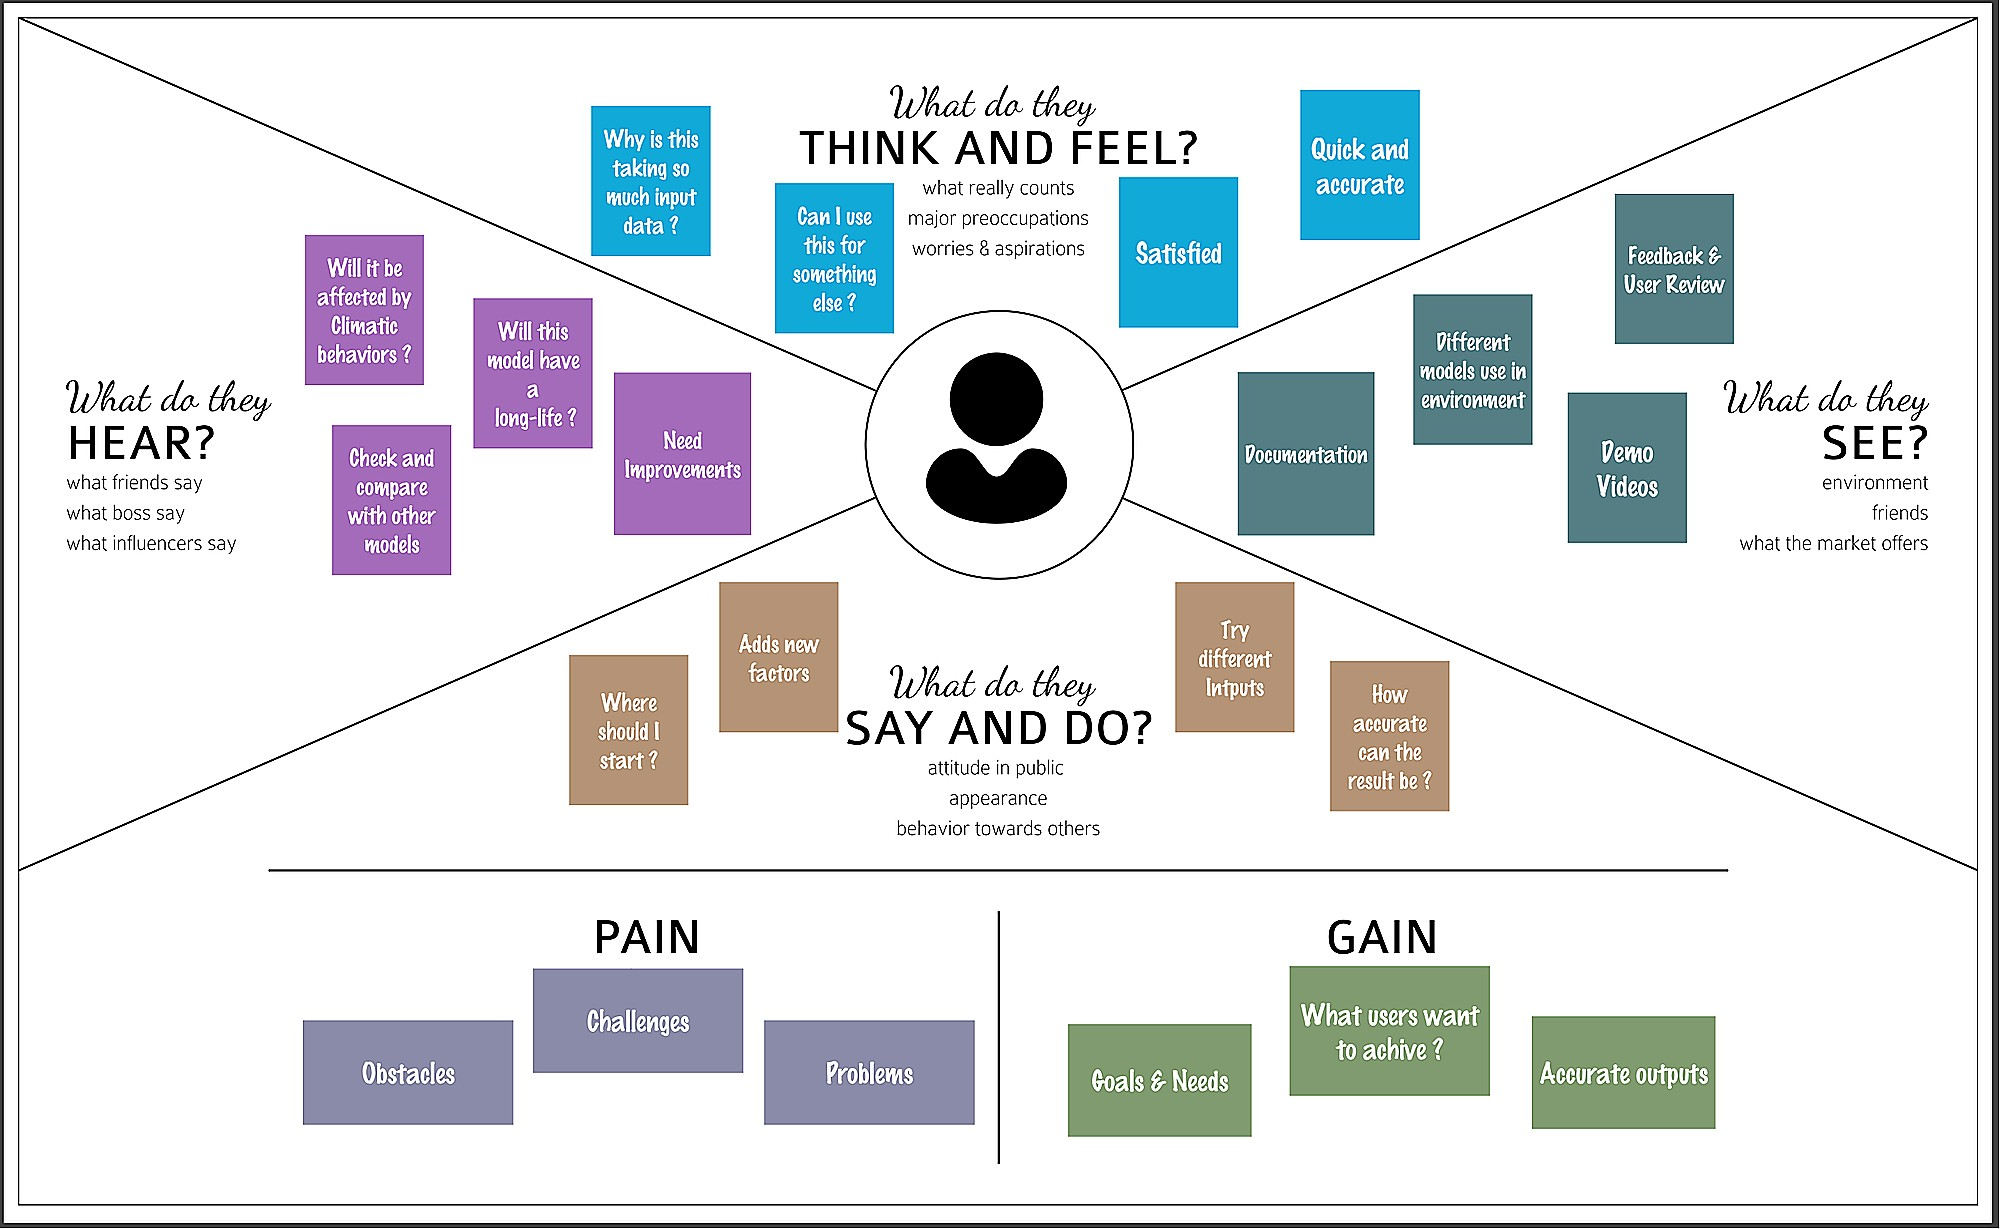 What do they
THINK AND FEEL?
what really counts
major preoccupations
worries & aspirations
Why is this
taking so
much input
data ?
Can I use
this for
something
else ?
Satisfied
Quick and
accurate
What do they
HEAR?
what friends say
what boss say
what influencers say
Will it be
affected by
Climatic
behaviors ?
Will this
model have
a
long-life ?
Check and
compare
with other
models
Need
Improvements
What do they
SEE?
environment
friends
what the market offers
Feedback &
User Review
Different
models use in
environment
Documentation
Demo
Videos
What do they
SAY AND DO?
attitude in public
appearance
behavior towards others
Where
should I
start ?
Adds new
factors
Try
different
Intputs
How
accurate
can the
result be ?
PAIN
Obstacles
Challenges
Problems
GAIN
Goals & Needs
What users want
to achive ?
Accurate outputs